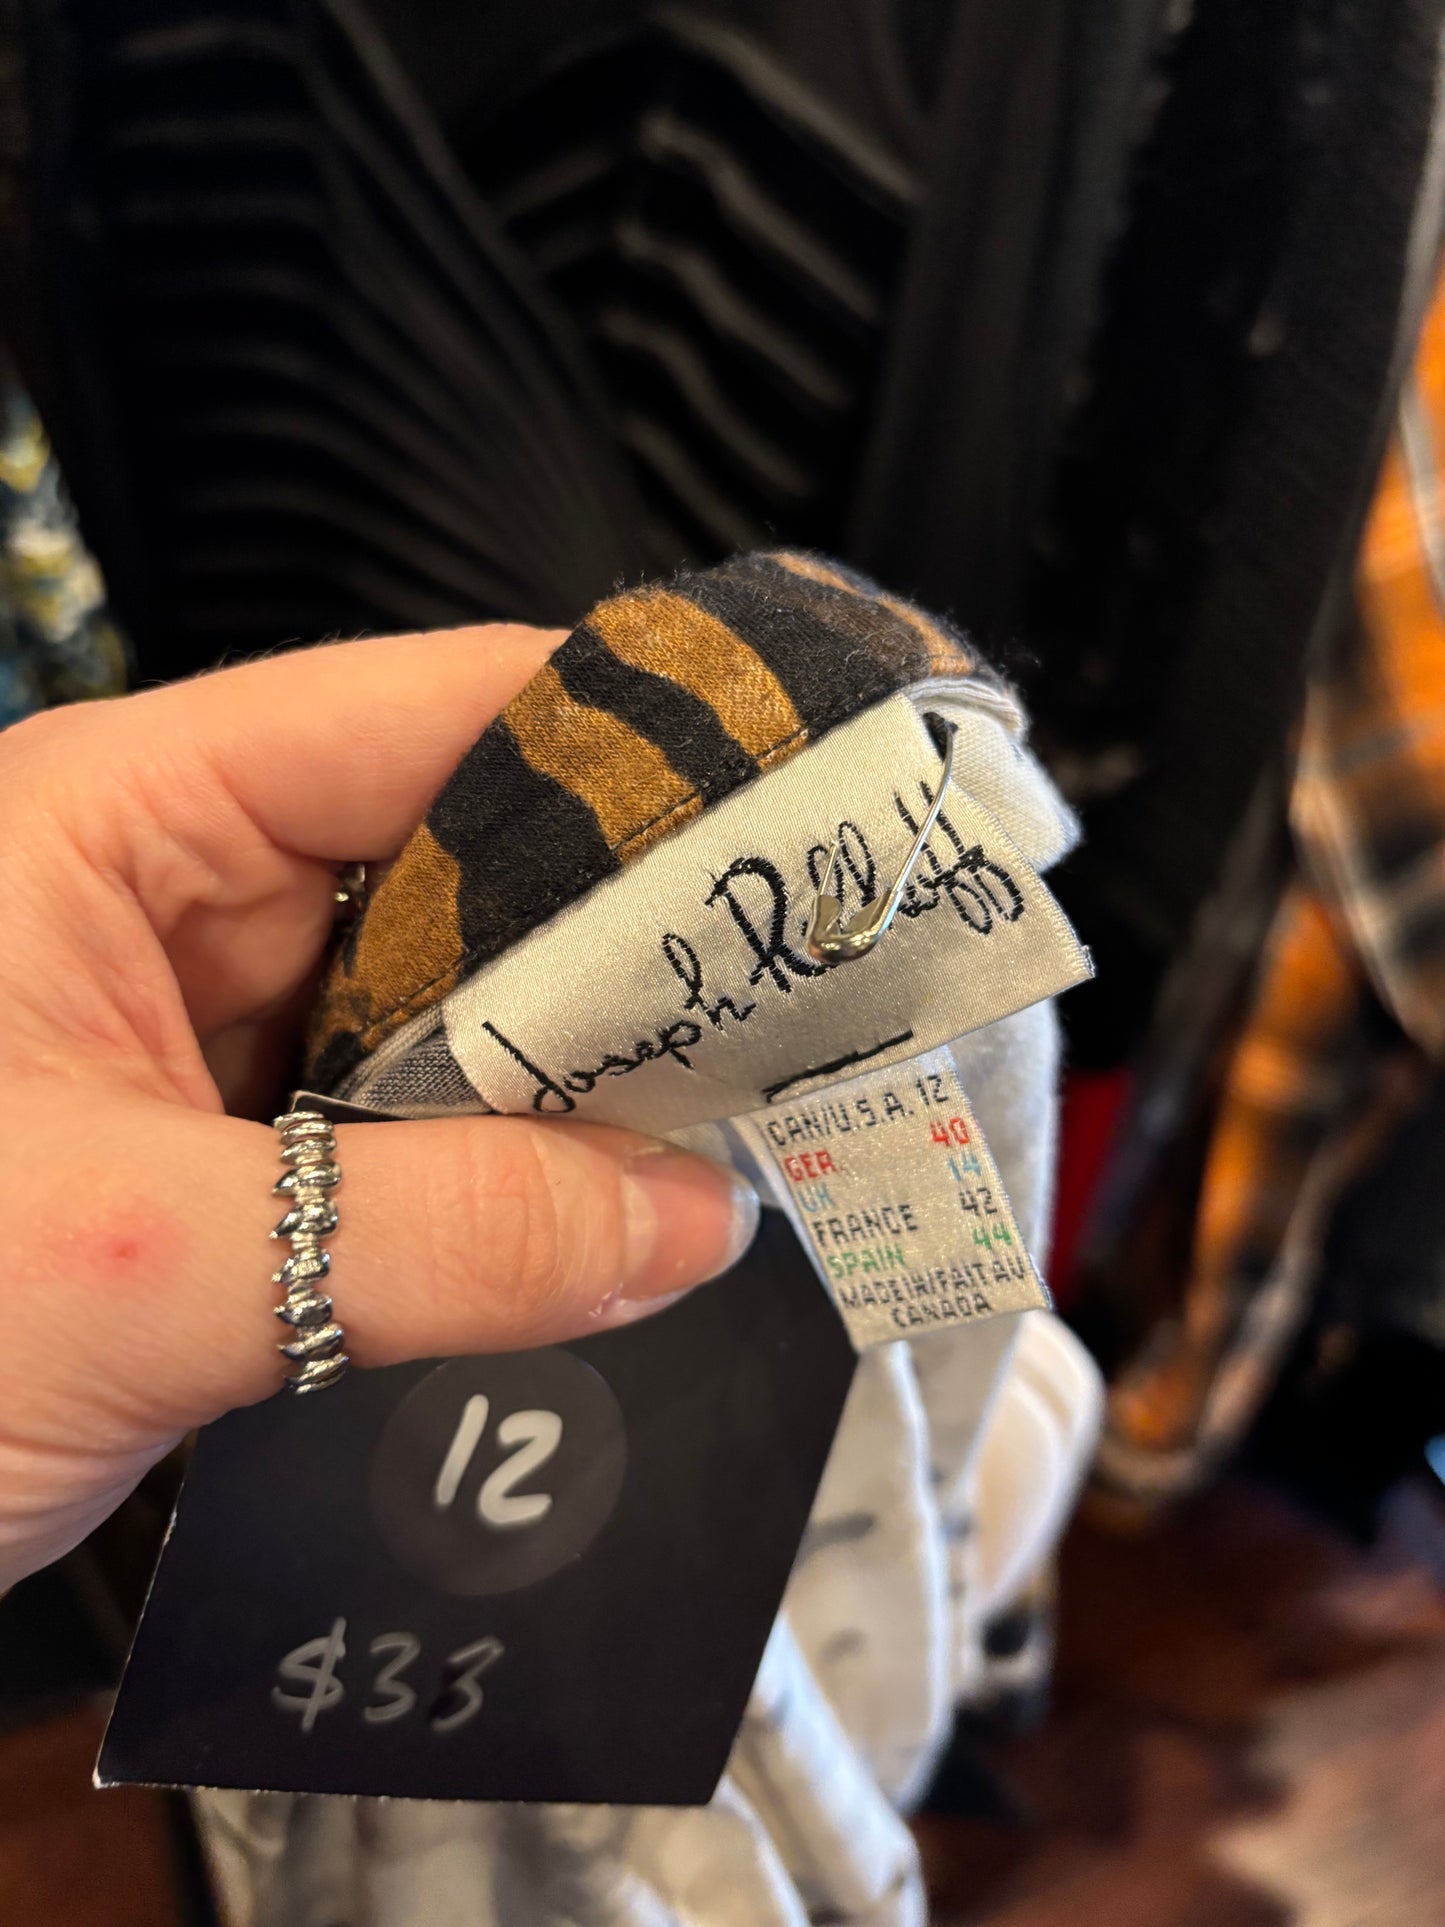 Joseph Ribkoff
CAN/U.S.A. 12
GER. 40
UK 14
FRANCE 42
SPAIN 44
MADE IN/FAIT AU
CANADA
12
$33